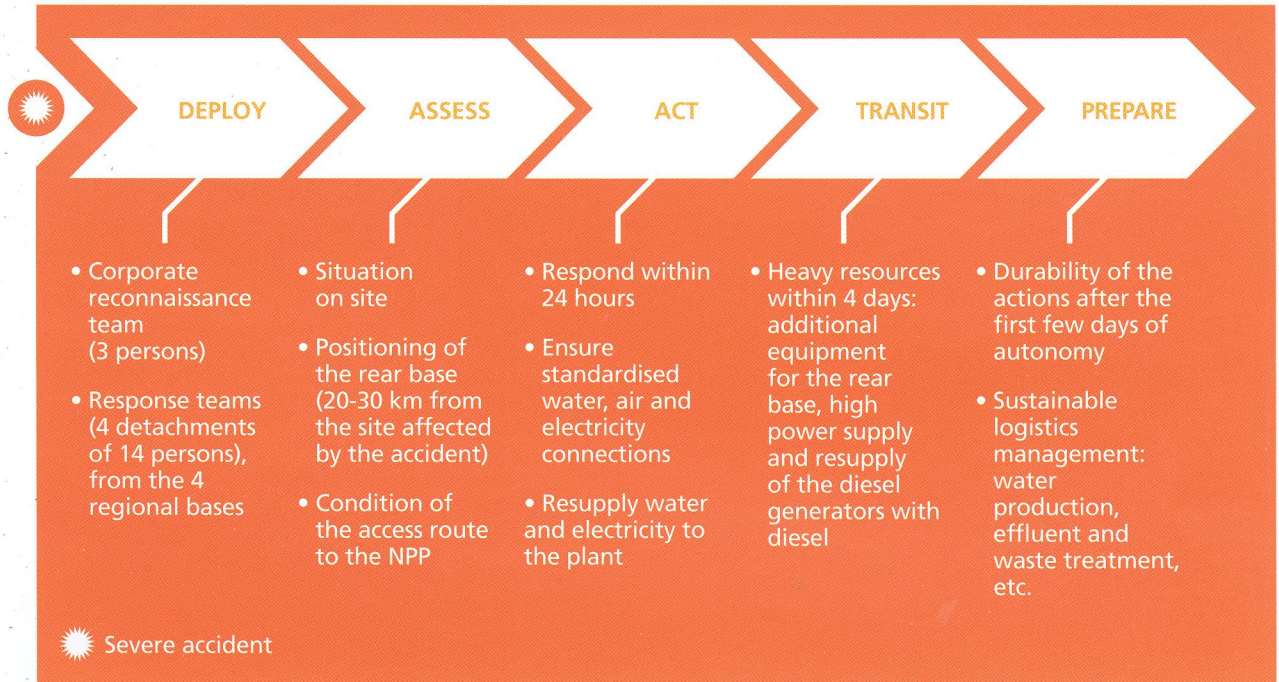 DEPLOY
ASSESS
ACT
TRANSIT
PREPARE
• Corporate
reconnaissance
team
(3 persons)
• Response teams
(4 detachments
of 14 persons),
from the 4
regional bases
• Situation
on site
• Positioning of
the rear base
(20-30 km from
the site affected
by the accident)
• Condition of
the access route
to the NPP
• Respond within
24 hours
• Ensure
standardised
water, air and
electricity
connections
• Resupply water
and electricity to
the plant
• Heavy resources
within 4 days:
additional
equipment
for the rear
base, high
power supply
and resupply
of the diesel
generators with
diesel
• Durability of the
actions after the
first few days of
autonomy
• Sustainable
logistics
management:
water
production,
effluent and
waste treatment,
etc.
Severe accident